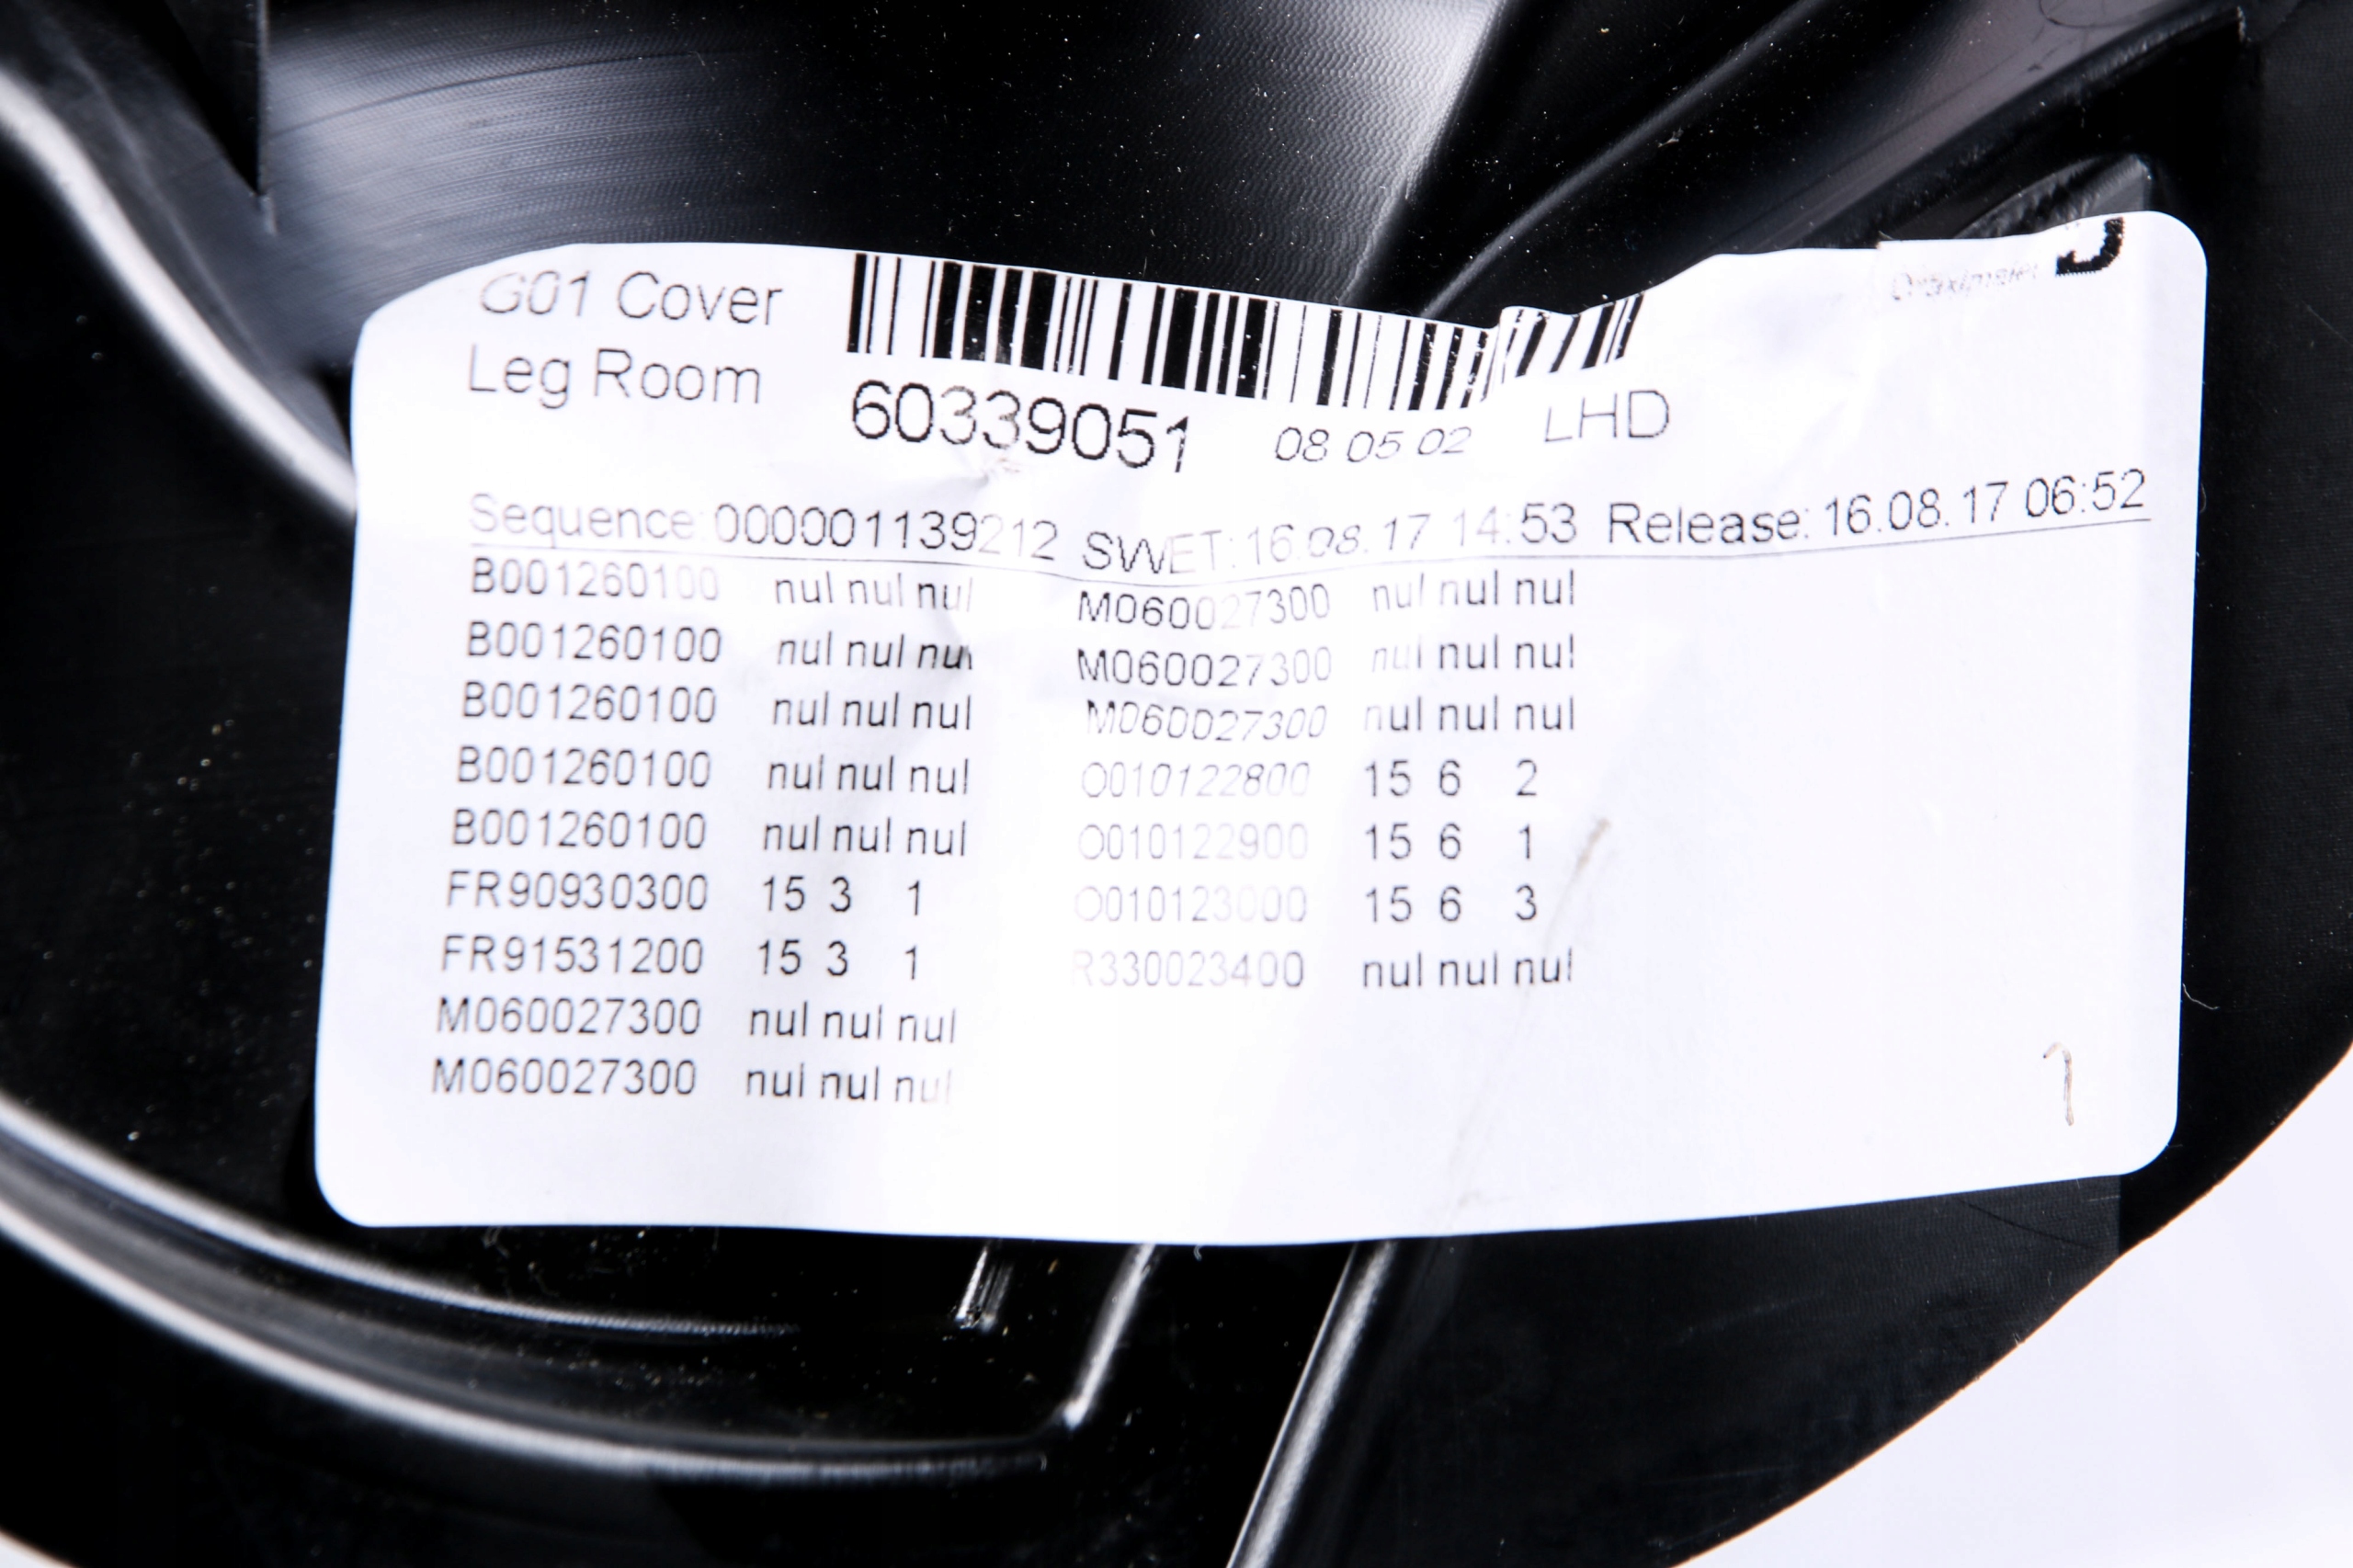 G01 Cover
Leg Room
Dräxlmaier
60339051 08 05 02 LHD
Sequence:000001139212 SWET:16.08.17 14:53 Release:16.08.17 06:52
B001260100 nul nul nul M060027300 nul nul nul
B001260100 nul nul nul M060027300 nul nul nul
B001260100 nul nul nul M060027300 nul nul nul
B001260100 nul nul nul O010122800 15 6 2
B001260100 nul nul nul O010122900 15 6 1
FR90930300 15 3 1 O010123000 15 6 3
FR91531200 15 3 1 R330023400 nul nul nul
M060027300 nul nul nul
M060027300 nul nul nul
1